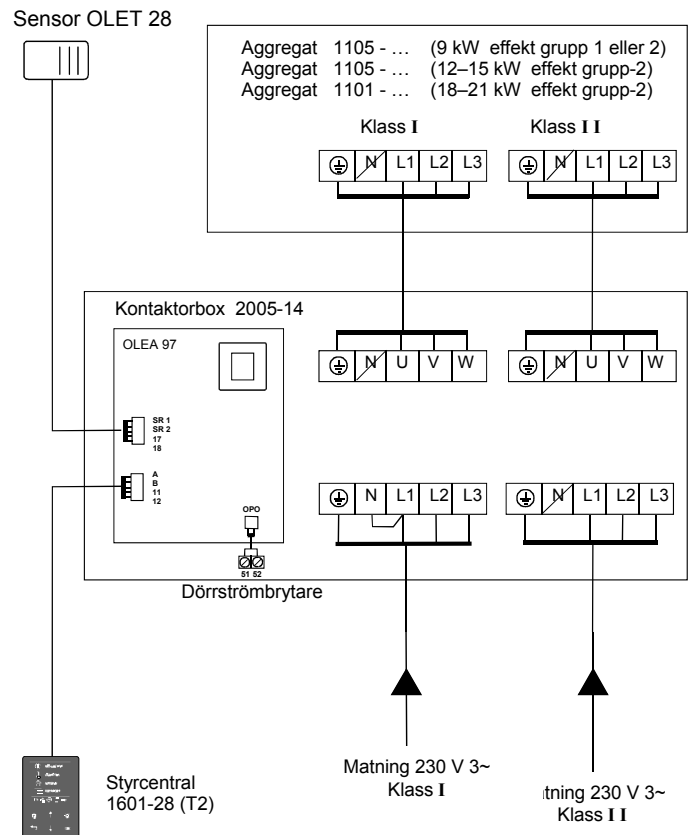 Sensor OLET 28
Aggregat 1105 - … (9 kW effekt grupp 1 eller 2)
Aggregat 1105 - … (12–15 kW effekt grupp-2)
Aggregat 1101 - … (18–21 kW effekt grupp-2)
Klass I Klass I I
N L1 L2 L3 N L1 L2 L3
Kontaktorbox 2005-14
OLEA 97
N U V W N U V W
SR 1
SR 2
17
18
A
B
11
12
N L1 L2 L3 N L1 L2 L3
OPO
51 52
Dörrströmbrytare
Styrcentral
1601-28 (T2)
Matning 230 V 3~
Klass I
tning 230 V 3~
Klass I I